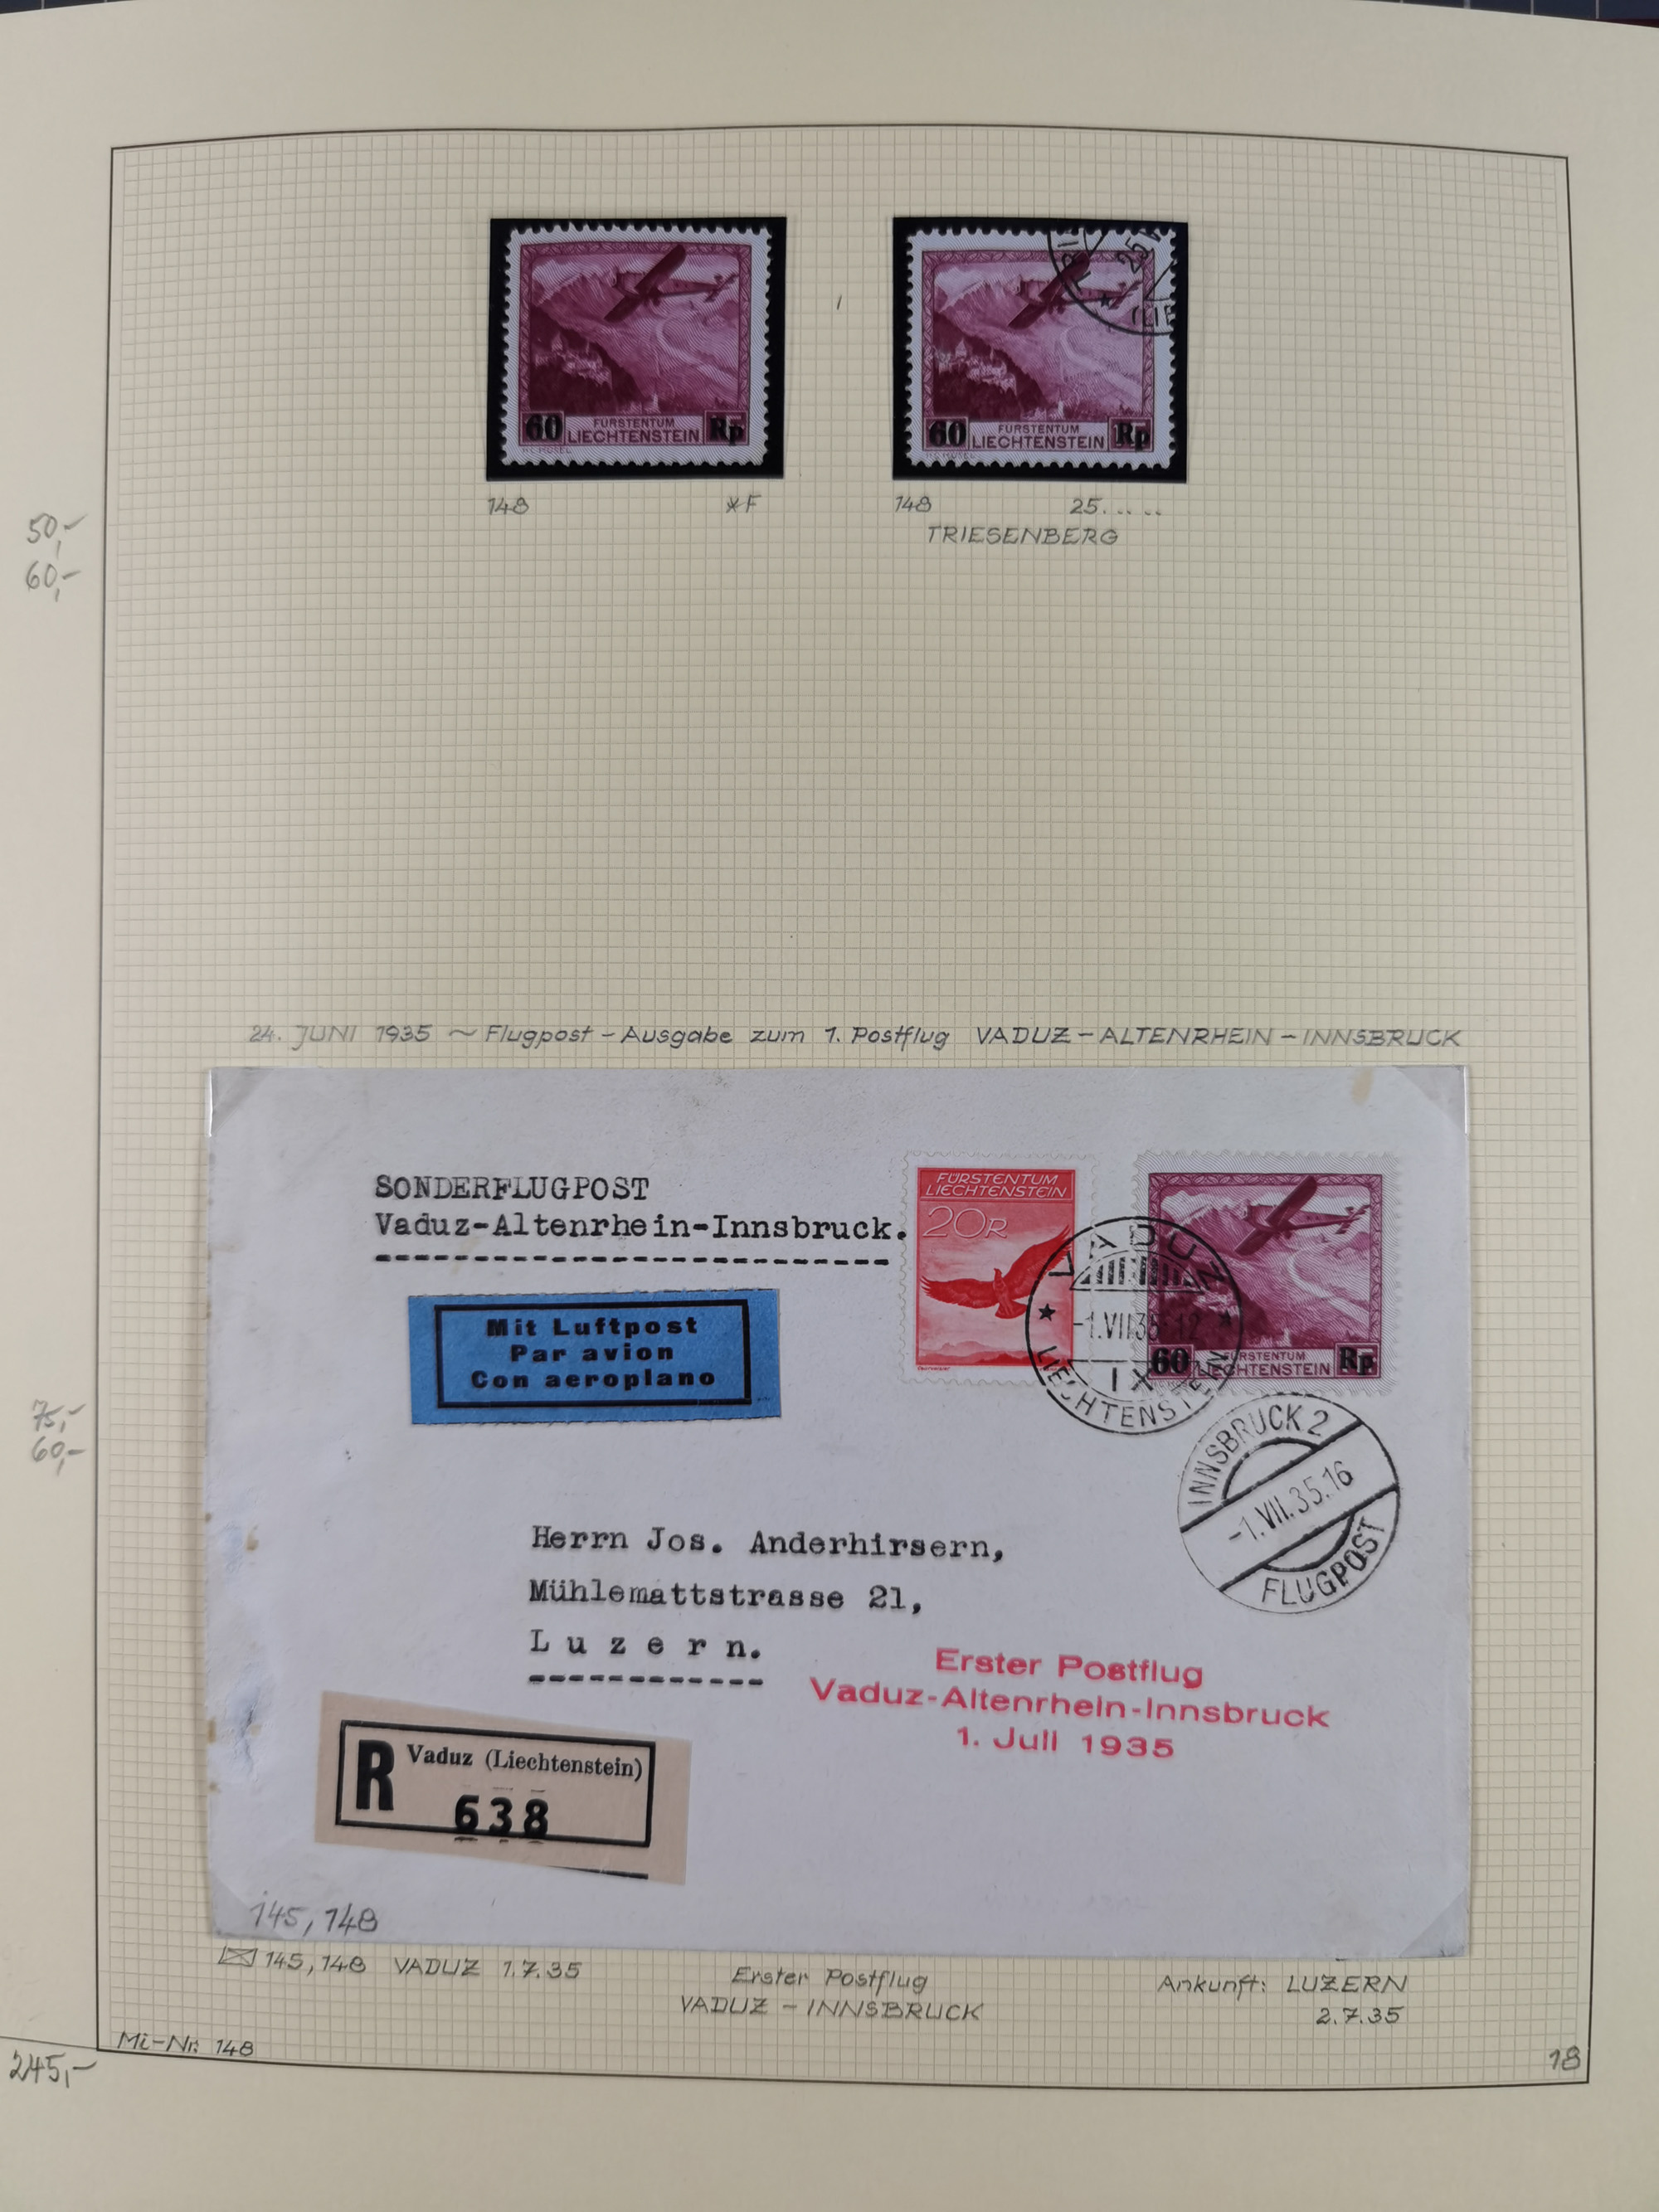 60 FÜRSTENTUM Rp
LIECHTENSTEIN
60 FÜRSTENTUM Rp
LIECHTENSTEIN
25
148 *F
148 25.....
TRIESENBERG
50,-
60,-
24. JUNI 1935 ~ Flugpost-Ausgabe zum 1. Postflug VADUZ-ALTENRHEIN-INNSBRUCK
SONDERFLUGPOST
Vaduz-Altenrhein-Innsbruck.
FÜRSTENTUM
LIECHTENSTEIN
20R
60 FÜRSTENTUM Rp
LIECHTENSTEIN
VADUZ
-1.VII.35-12
IX
LIECHTENSTEIN
Mit Luftpost
Par avion
Con aeroplano
INNSBRUCK 2
-1.VII.35.16
FLUGPOST
75,-
60,-
Herrn Jos. Anderhirsern,
Mühlemattstrasse 21,
Luzern.
Erster Postflug
Vaduz-Altenrhein-Innsbruck
1. Juli 1935
R Vaduz (Liechtenstein)
638
145, 148
145, 148 VADUZ 1.7.35
Erster Postflug
VADUZ - INNSBRUCK
Ankunft: LUZERN
2.7.35
Mi-Nr: 148
245,-
18